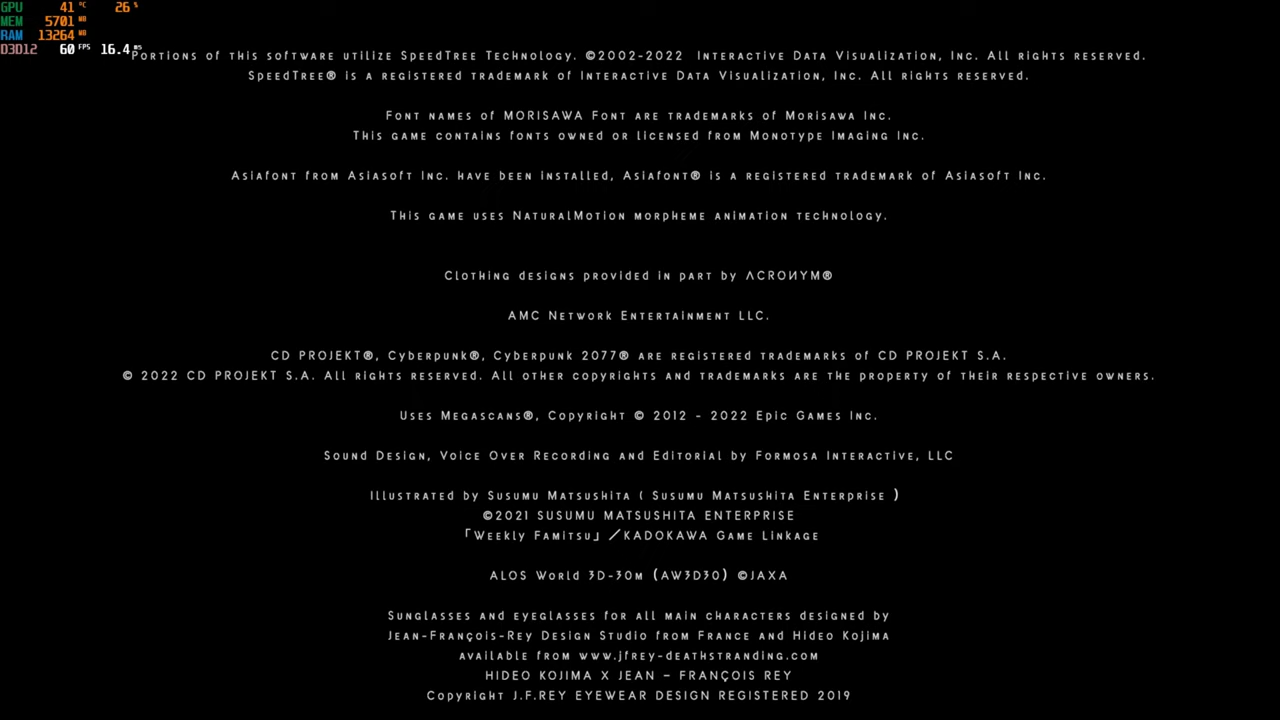 GPU 41 °C 26 %
MEM 5701 MB
RAM 13264 MB
D3D12 60 FPS 16.4 ms
Portions of this software utilize SpeedTree Technology. ©2002-2022 Interactive Data Visualization, Inc. All rights reserved.
SpeedTree® is a registered trademark of Interactive Data Visualization, Inc. All rights reserved.
Font names of MORISAWA Font are trademarks of Morisawa Inc.
This game contains fonts owned or licensed from Monotype Imaging Inc.
Asiafont from Asiasoft Inc. have been installed, Asiafont® is a registered trademark of Asiasoft Inc.
This game uses NaturalMotion morpheme animation technology.
Clothing designs provided in part by ΛCROИYM®
AMC Network Entertainment LLC.
CD PROJEKT®, Cyberpunk®, Cyberpunk 2077® are registered trademarks of CD PROJEKT S.A.
© 2022 CD PROJEKT S.A. All rights reserved. All other copyrights and trademarks are the property of their respective owners.
Uses Megascans®, Copyright © 2012 - 2022 Epic Games Inc.
Sound Design, Voice Over Recording and Editorial by Formosa Interactive, LLC
Illustrated by Susumu Matsushita ( Susumu Matsushita Enterprise )
©2021 SUSUMU MATSUSHITA ENTERPRISE
「Weekly Famitsu」／KADOKAWA Game Linkage
ALOS World 3D-30m (AW3D30) ©JAXA
Sunglasses and eyeglasses for all main characters designed by
Jean-François-Rey Design Studio from France and Hideo Kojima
available from www.jfrey-deathstranding.com
HIDEO KOJIMA X JEAN – FRANÇOIS REY
Copyright J.F.REY EYEWEAR DESIGN REGISTERED 2019